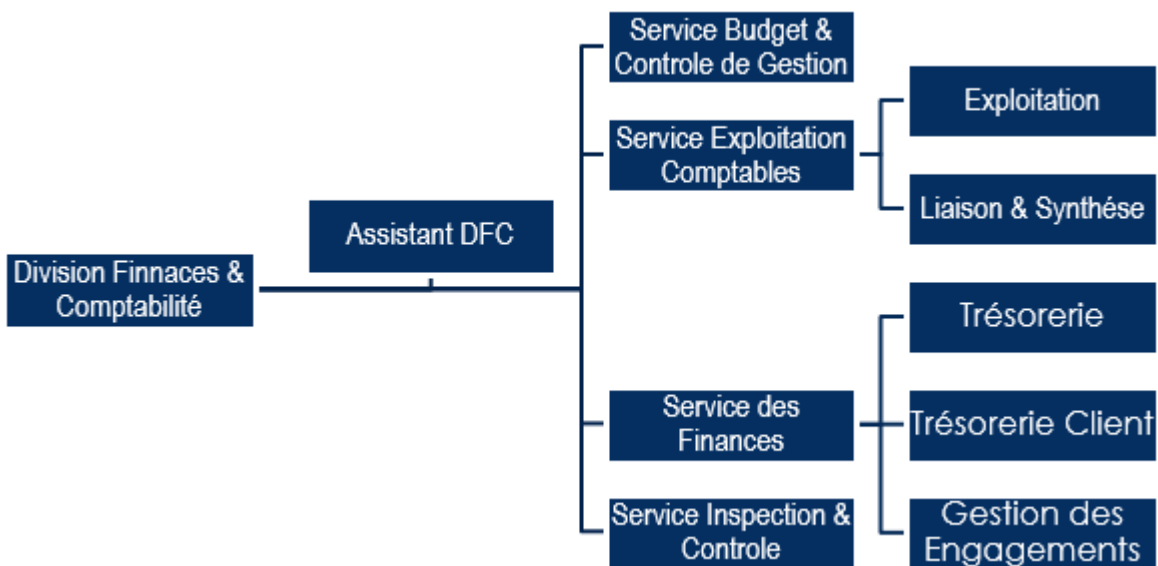 Service Budget &
Controle de Gestion
Exploitation
Service Exploitation
Comptables
Liaison & Synthése
Assistant DFC
Division Finnaces &
Comptabilité
Trésorerie
Service des
Finances
Trésorerie Client
Service Inspection &
Controle
Gestion des
Engagements